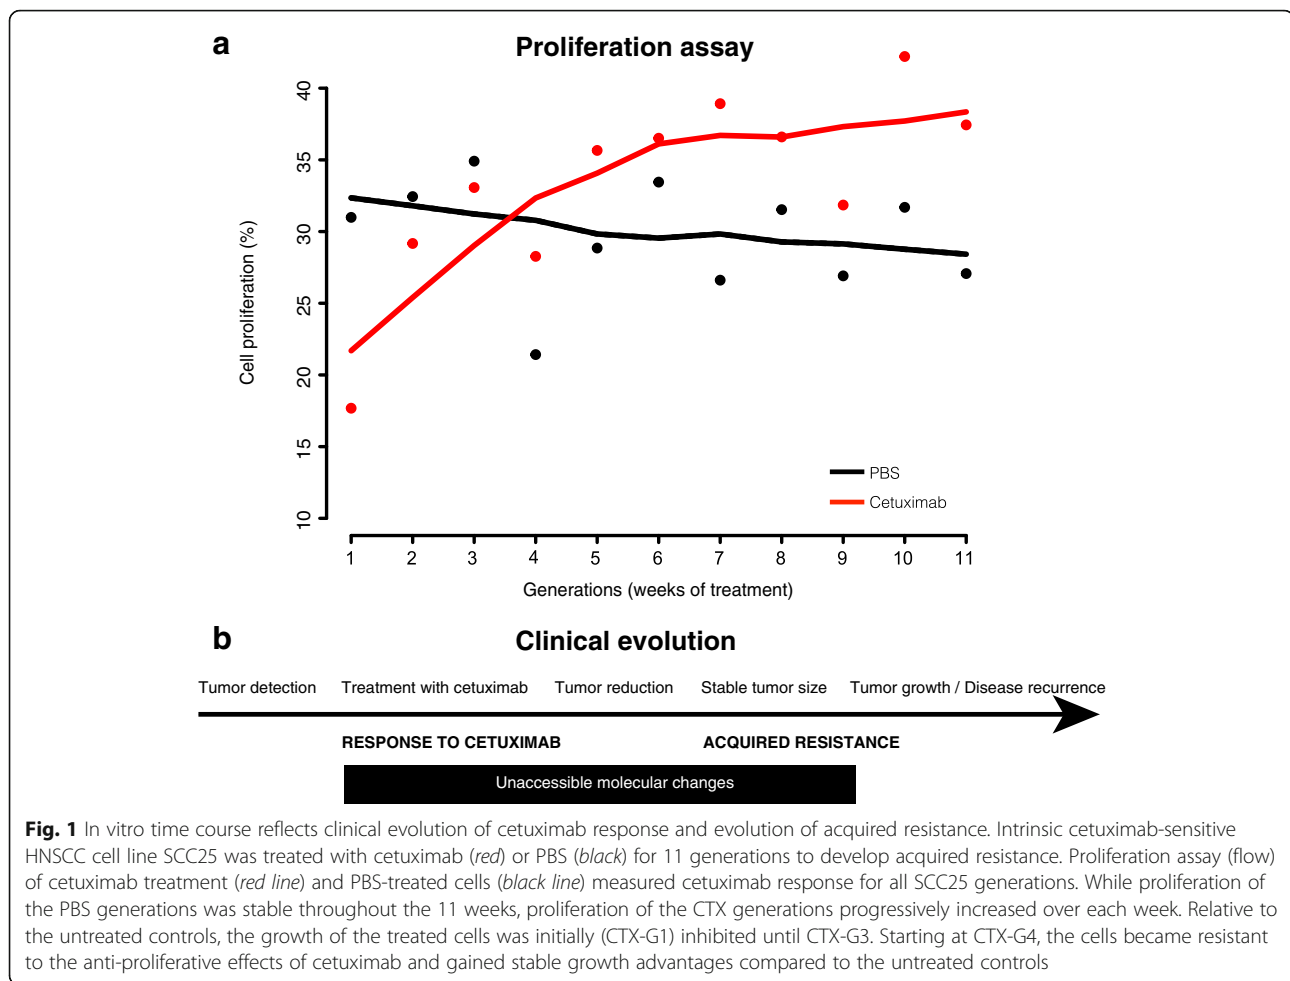 a
Proliferation assay
Cell proliferation (%)
40
35
30
25
20
15
10
PBS
Cetuximab
1 2 3 4 5 6 7 8 9 10 11
Generations (weeks of treatment)
b
Clinical evolution
Tumor detection Treatment with cetuximab Tumor reduction Stable tumor size Tumor growth / Disease recurrence
RESPONSE TO CETUXIMAB ACQUIRED RESISTANCE
Unaccessible molecular changes
Fig. 1 In vitro time course reflects clinical evolution of cetuximab response and evolution of acquired resistance. Intrinsic cetuximab-sensitive
HNSCC cell line SCC25 was treated with cetuximab (red) or PBS (black) for 11 generations to develop acquired resistance. Proliferation assay (flow)
of cetuximab treatment (red line) and PBS-treated cells (black line) measured cetuximab response for all SCC25 generations. While proliferation of
the PBS generations was stable throughout the 11 weeks, proliferation of the CTX generations progressively increased over each week. Relative to
the untreated controls, the growth of the treated cells was initially (CTX-G1) inhibited until CTX-G3. Starting at CTX-G4, the cells became resistant
to the anti-proliferative effects of cetuximab and gained stable growth advantages compared to the untreated controls